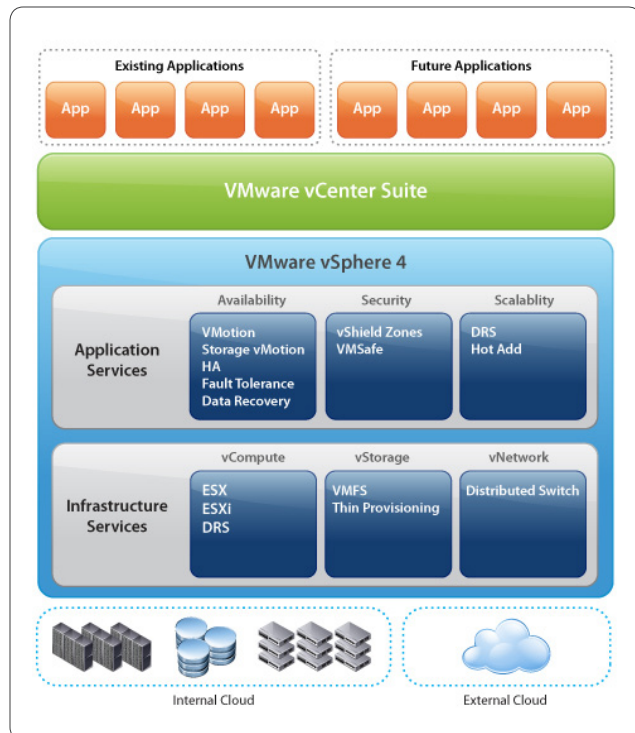 Existing Applications
Future Applications
App App App App
App App App App
VMware vCenter Suite
VMware vSphere 4
Application
Services
Availability
VMotion
Storage vMotion
HA
Fault Tolerance
Data Recovery
Security
vShield Zones
VMSafe
Scalablity
DRS
Hot Add
Infrastructure
Services
vCompute
ESX
ESXi
DRS
vStorage
VMFS
Thin Provisioning
vNetwork
Distributed Switch
Internal Cloud
External Cloud